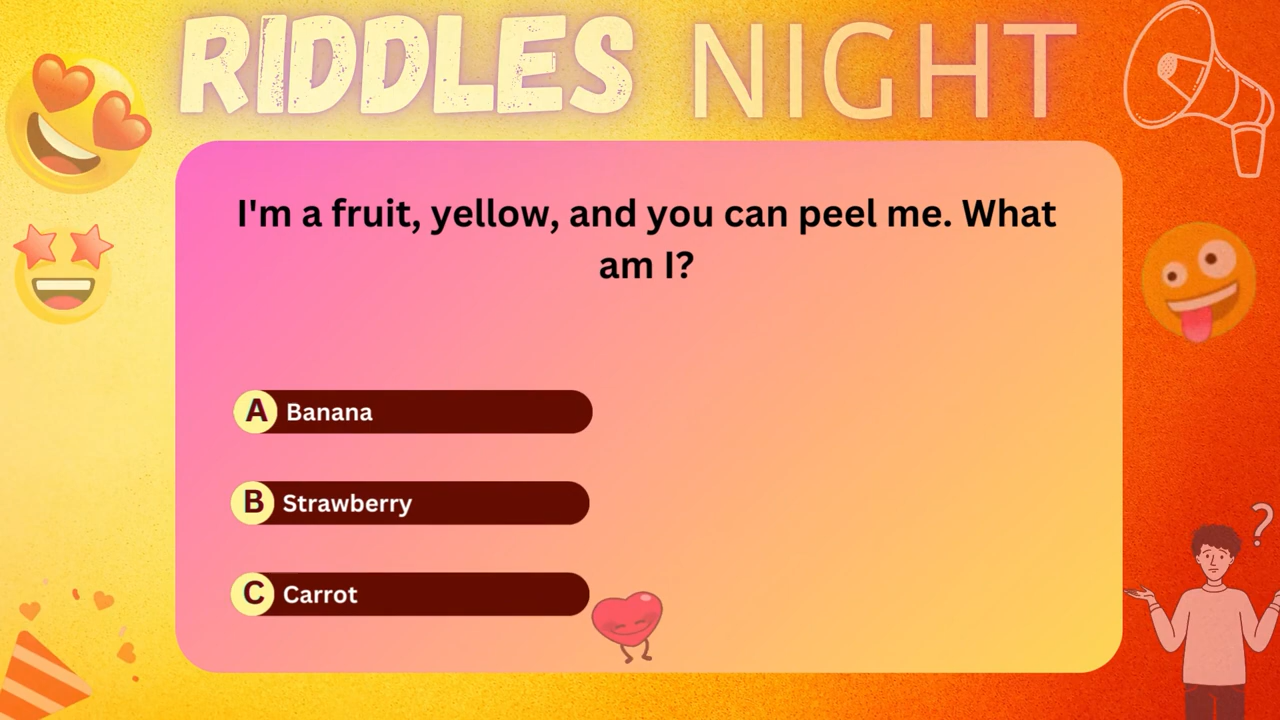 RIDDLES NIGHT
I'm a fruit, yellow, and you can peel me. What
am I?
A Banana
B Strawberry
C Carrot
?